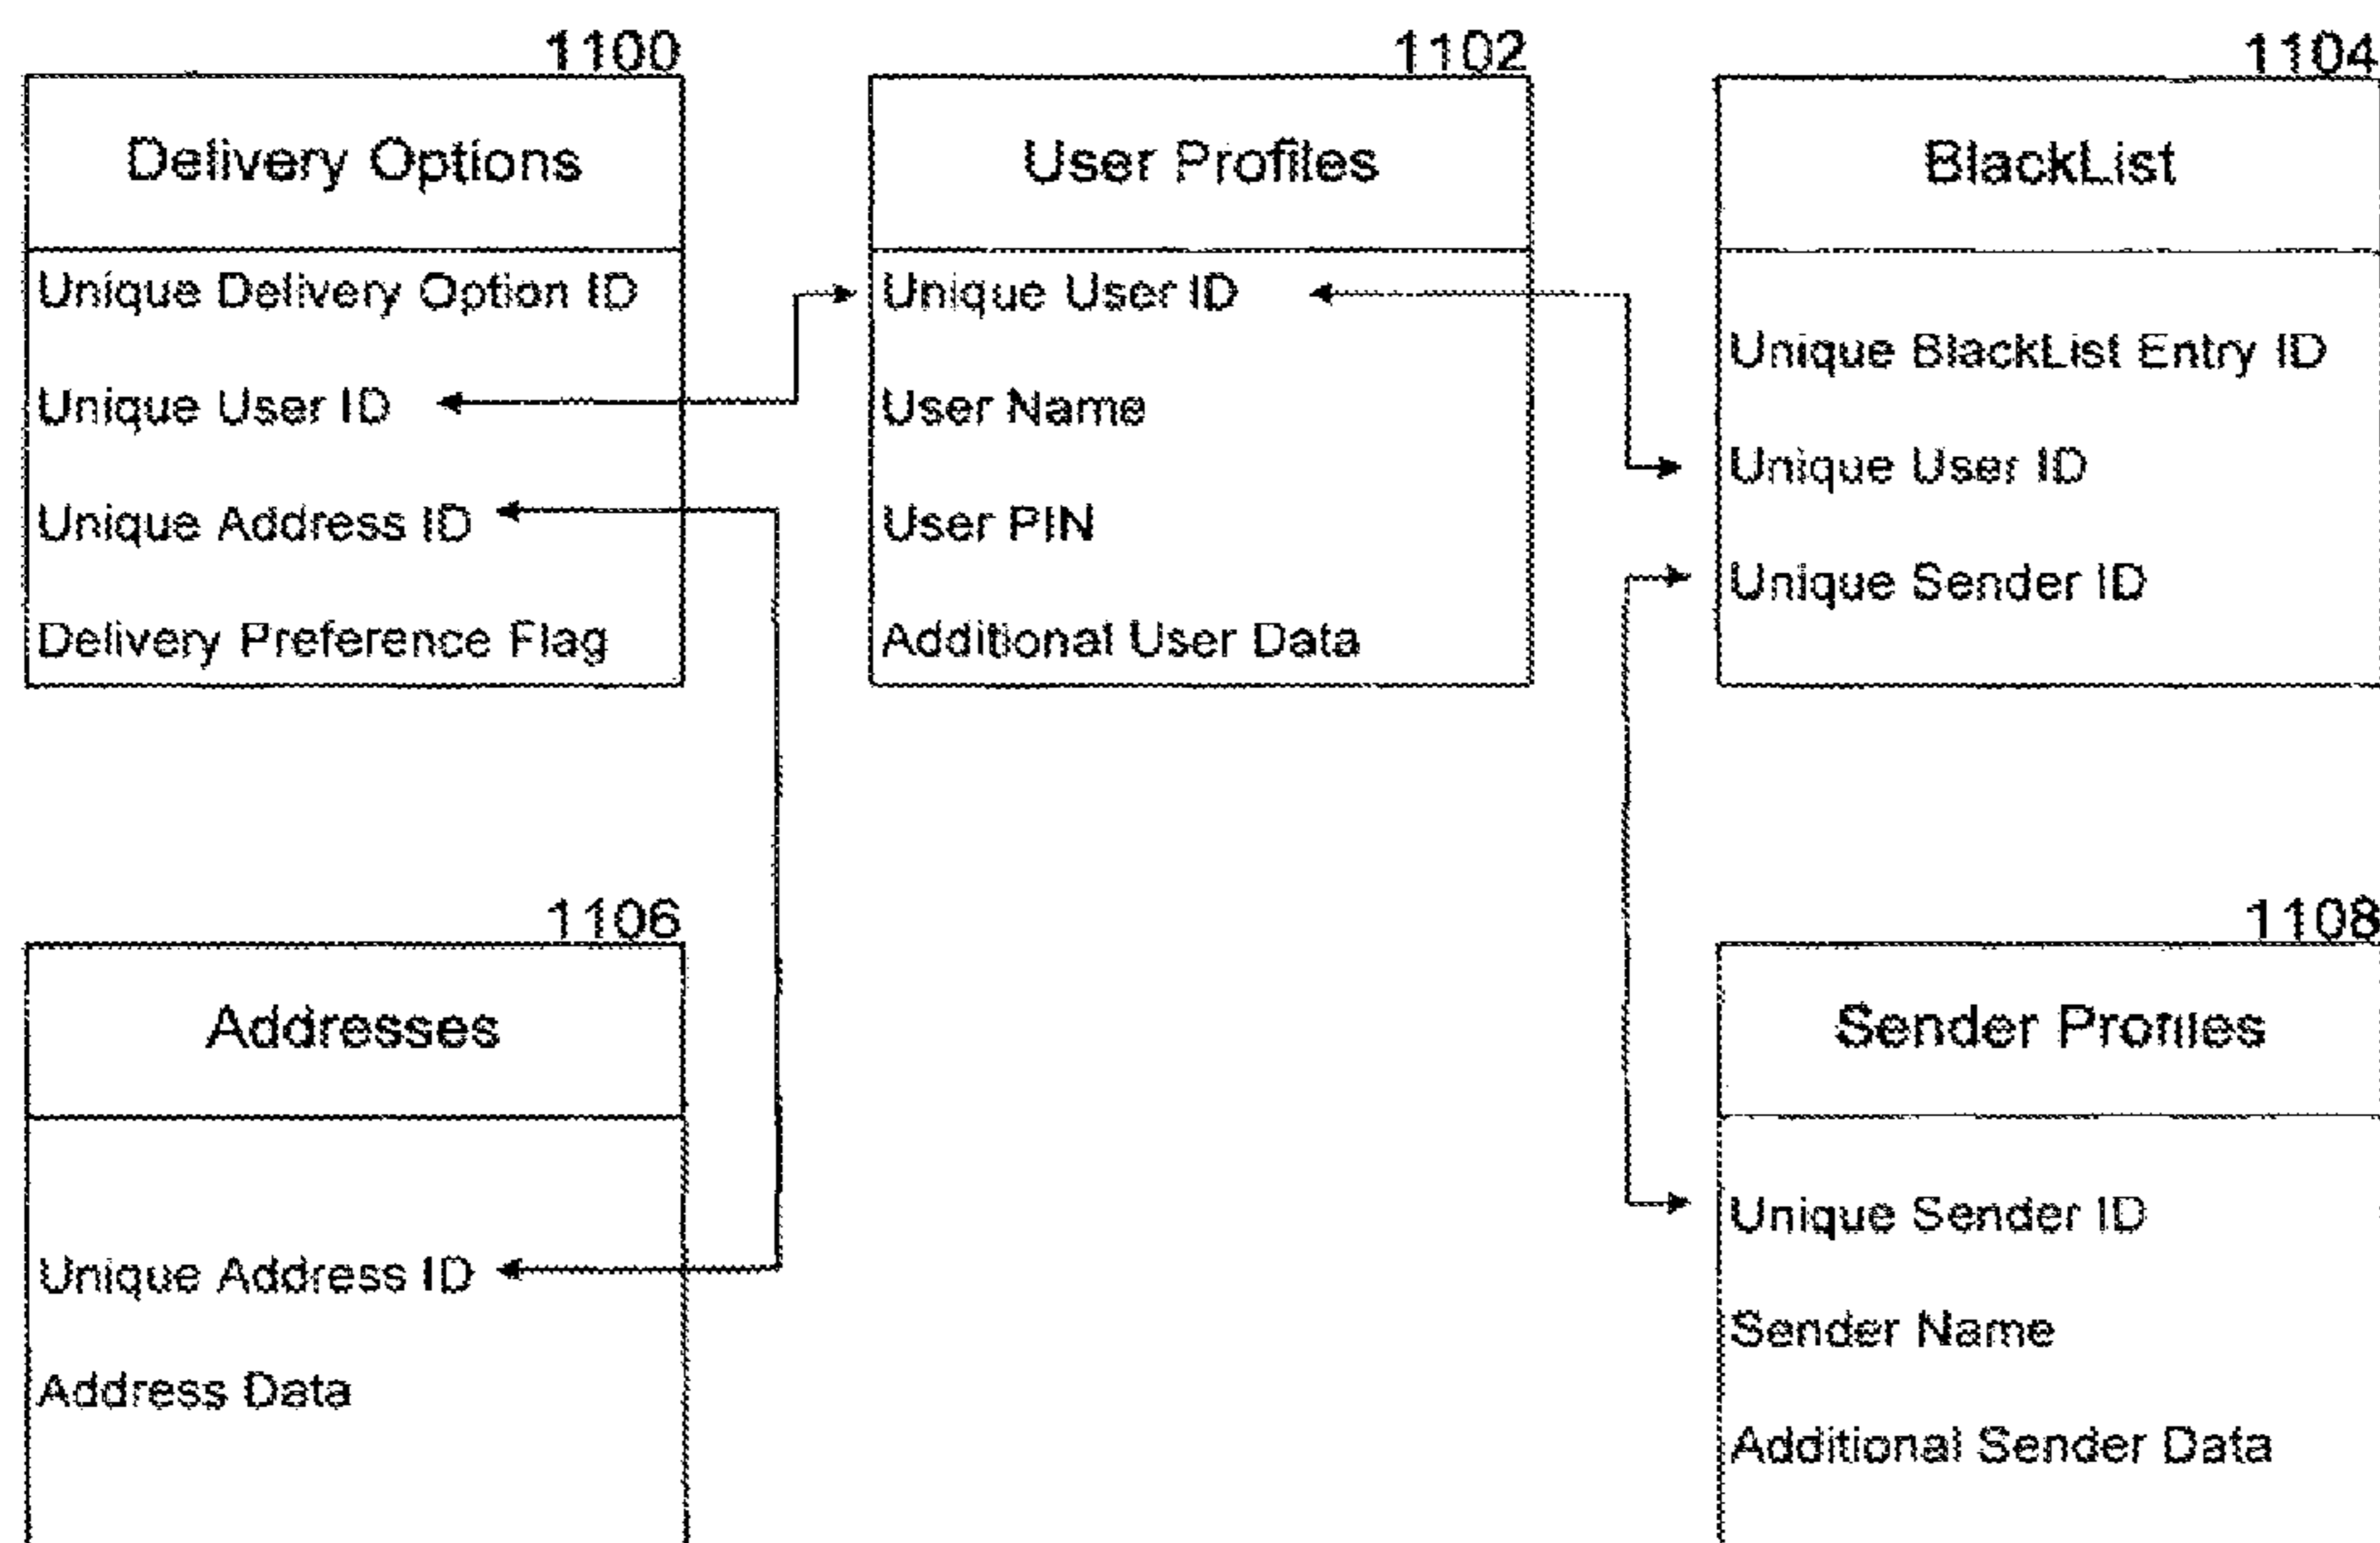 1100
Delivery Options
Unique Delivery Option ID
Unique User ID
Unique Address ID
Delivery Preference Flag
1102
User Profiles
Unique User ID
User Name
User PIN
Additional User Data
1104
BlackList
Unique BlackList Entry ID
Unique User ID
Unique Sender ID
1106
Addresses
Unique Address ID
Address Data
1108
Sender Profiles
Unique Sender ID
Sender Name
Additional Sender Data